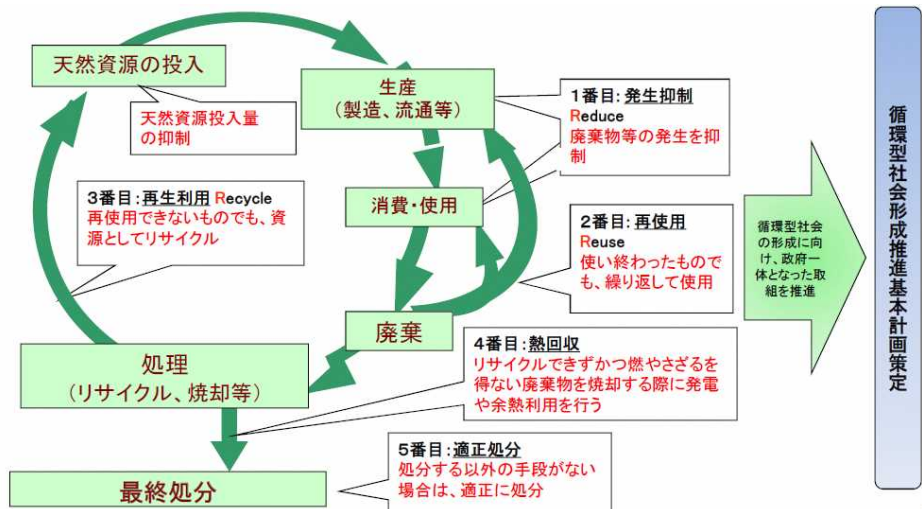 天然資源の投入
天然資源投入量
の抑制
生産
(製造、流通等)
1番目:発生抑制
Reduce
廃棄物等の発生を抑
制
3番目:再生利用 Recycle
再使用できないものでも、資
源としてリサイクル
消費・使用
2番目:再使用
Reuse
使い終わったもので
も、繰り返して使用
循環型社会
の形成に向
け、政府一
体となった取
組を推進
循環型社会形成推進基本計画策定
廃棄
処理
(リサイクル、焼却等)
4番目:熱回収
リサイクルできずかつ燃やさざるを
得ない廃棄物を焼却する際に発電
や余熱利用を行う
最終処分
5番目:適正処分
処分する以外の手段がない
場合は、適正に処分